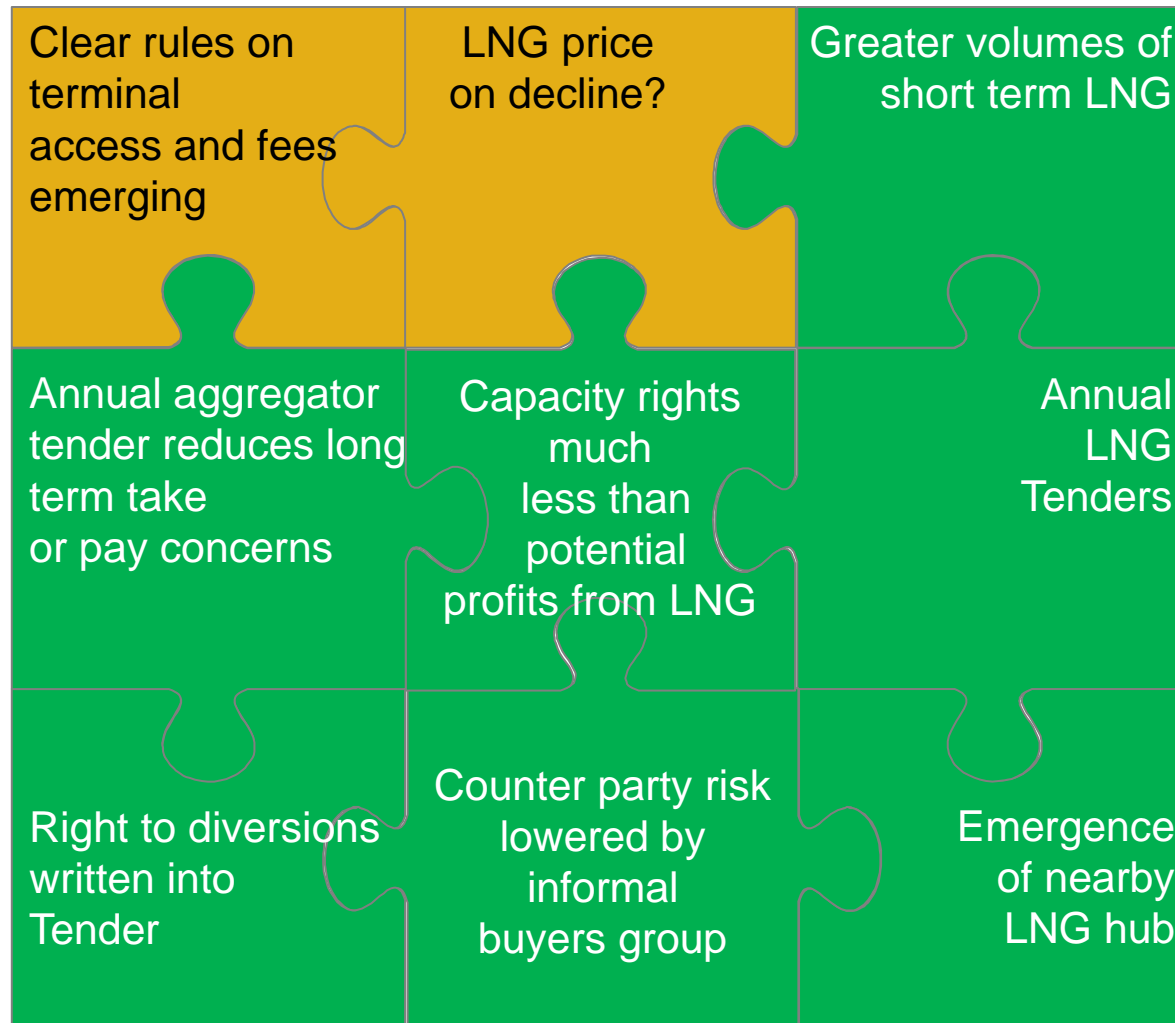 Clear rules on
terminal
access and fees
emerging
LNG price
on decline?
Greater volumes of
short term LNG
Annual aggregator
tender reduces long
term take
or pay concerns
Capacity rights
much
less than
potential
profits from LNG
Annual
LNG
Tenders
Right to diversions
written into
Tender
Counter party risk
lowered by
informal
buyers group
Emergence
of nearby
LNG hub